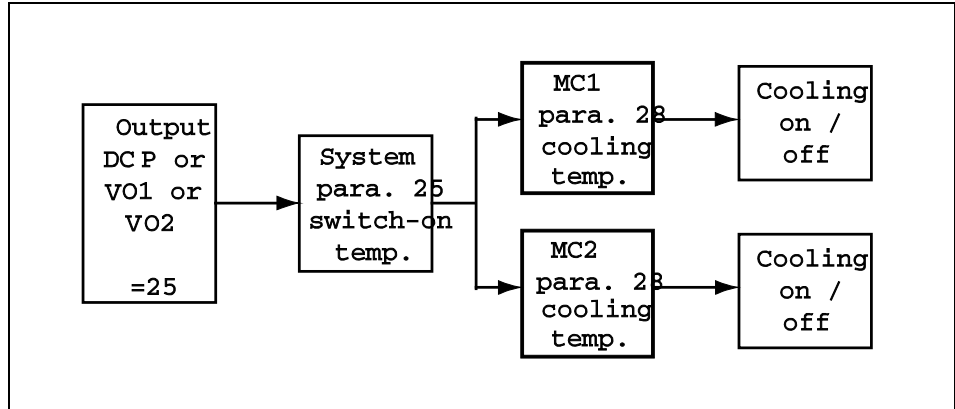 Output
DCP or
VO1 or
VO2
=25
System
para. 25
switch-on
temp.
MC1
para. 28
cooling
temp.
Cooling
on /
off
MC2
para. 28
cooling
temp.
Cooling
on /
off